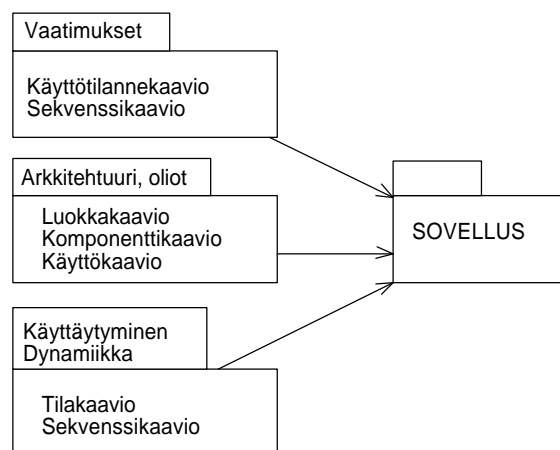 Vaatimukset
Käyttötilannekaavio
Sekvenssikaavio
Arkkitehtuuri, oliot
Luokkakaavio
Komponenttikaavio
Käyttökaavio
SOVELLUS
Käyttäytyminen
Dynamiikka
Tilakaavio
Sekvenssikaavio